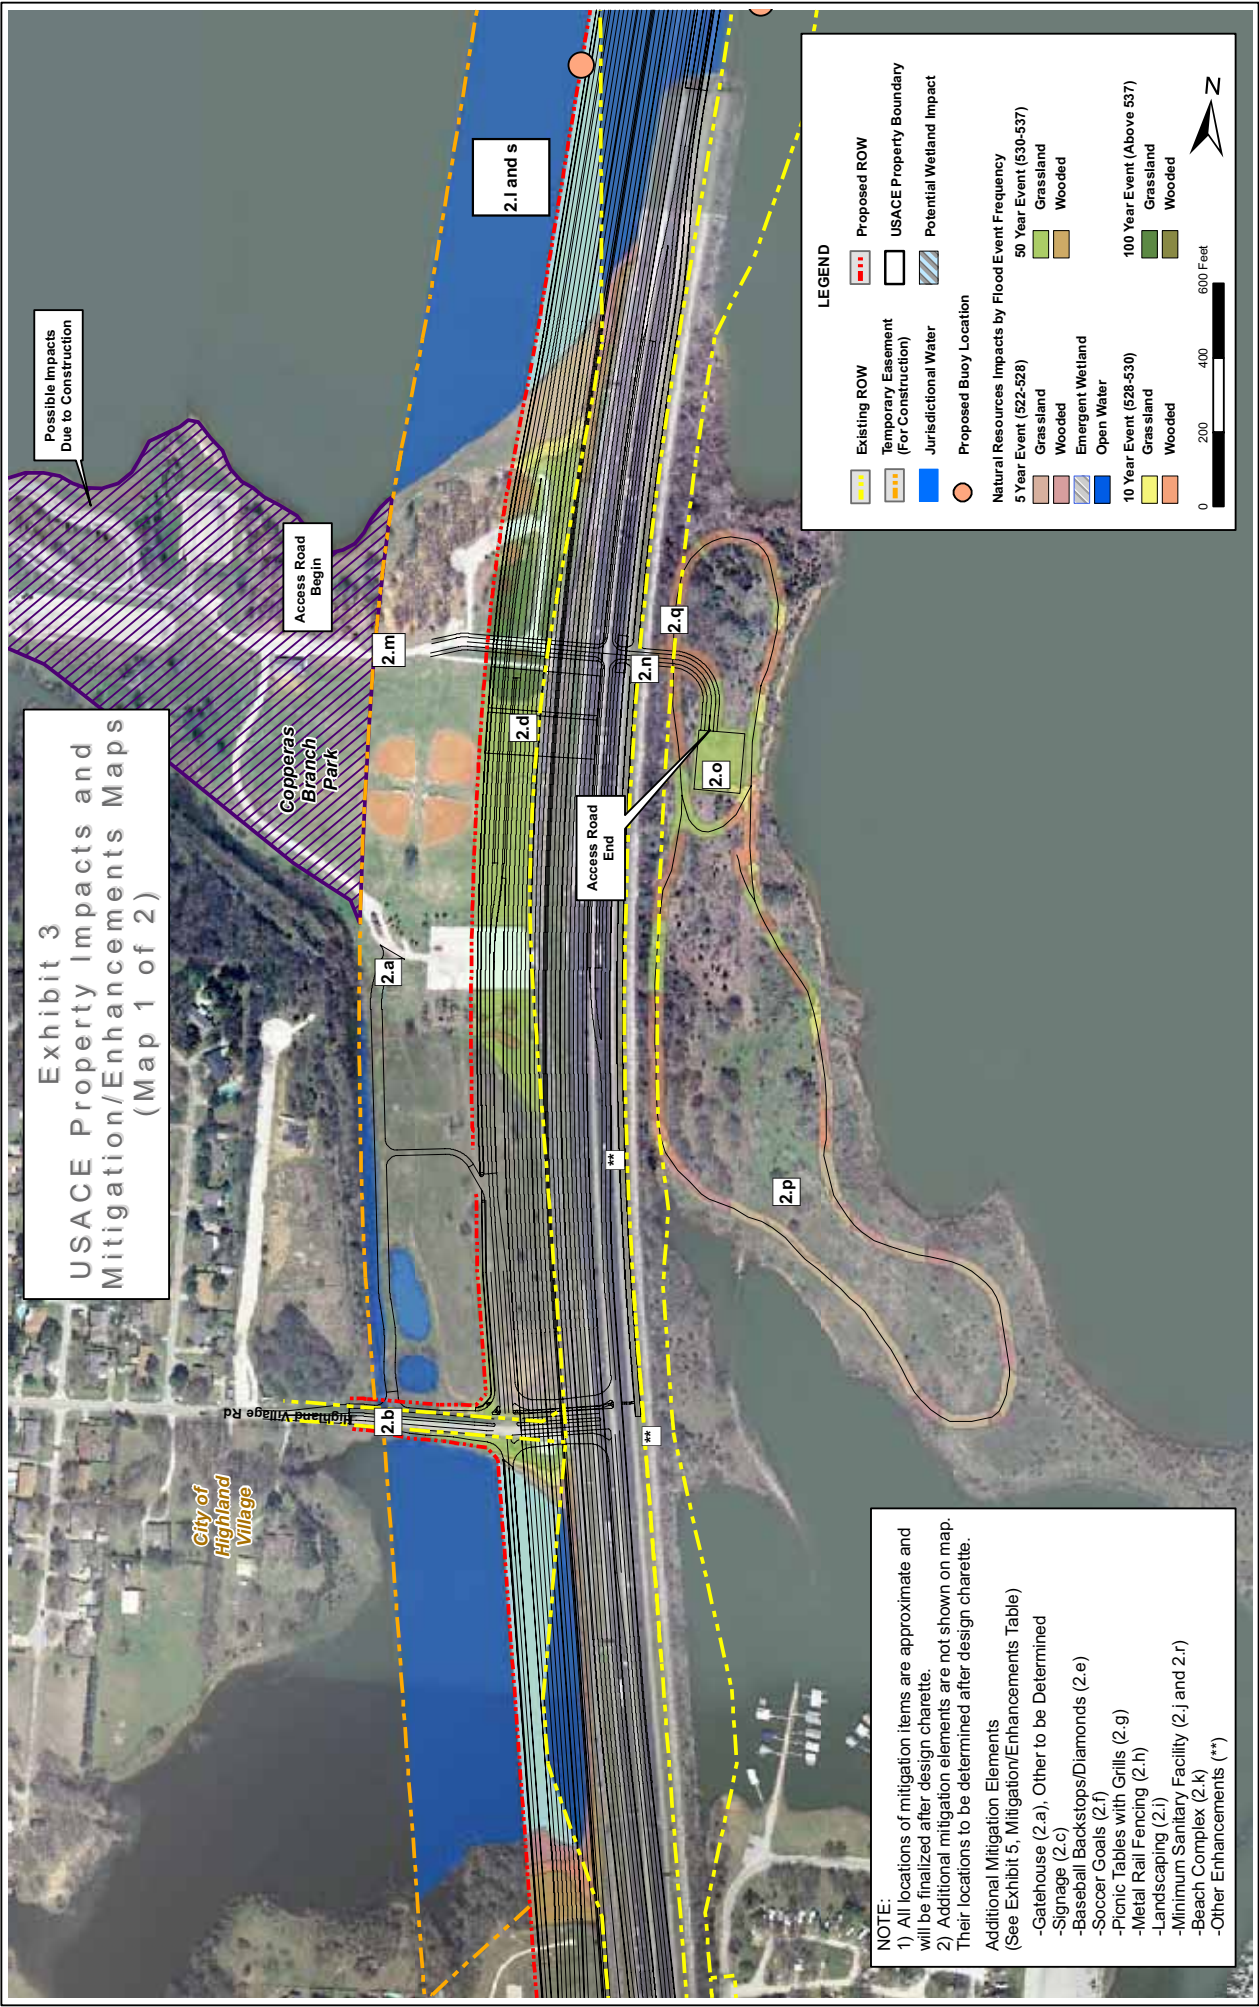 Exhibit 3
USACE Property Impacts and
Mitigation/Enhancements Maps
(Map 1 of 2)
Possible Impacts
Due to Construction
Access Road
Begin
Copperas
Branch
Park
2.l and s
2.m
2.q
2.n
2.d
2.o
Access Road
End
2.a
**
2.p
2.b
Highland Village Rd
**
City of
Highland
Village
LEGEND
Existing ROW
Proposed ROW
Temporary Easement
(For Construction)
USACE Property Boundary
Jurisdictional Water
Potential Wetland Impact
Proposed Buoy Location
Natural Resources Impacts by Flood Event Frequency
5 Year Event (522-528)
Grassland
Wooded
Emergent Wetland
Open Water
10 Year Event (528-530)
Grassland
Wooded
50 Year Event (530-537)
Grassland
Wooded
100 Year Event (Above 537)
Grassland
Wooded
0 200 400 600 Feet
N
NOTE:
1) All locations of mitigation items are approximate and
will be finalized after design charette.
2) Additional mitigation elements are not shown on map.
Their locations to be determined after design charette.
Additional Mitigation Elements
(See Exhibit 5, Mitigation/Enhancements Table)
-Gatehouse (2.a), Other to be Determined
-Signage (2.c)
-Baseball Backstops/Diamonds (2.e)
-Soccer Goals (2.f)
-Picnic Tables with Grills (2.g)
-Metal Rail Fencing (2.h)
-Landscaping (2.i)
-Minimum Sanitary Facility (2.j and 2.r)
-Beach Complex (2.k)
-Other Enhancements (**)